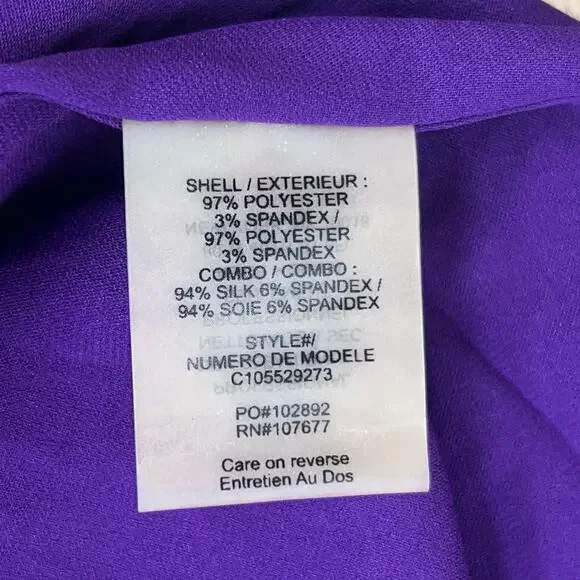 SHELL / EXTERIEUR :
97% POLYESTER
3% SPANDEX /
97% POLYESTER
3% SPANDEX
COMBO / COMBO :
94% SILK 6% SPANDEX /
94% SOIE 6% SPANDEX
STYLE#/
NUMERO DE MODELE
C105529273
PO#102892
RN#107677
Care on reverse
Entretien Au Dos